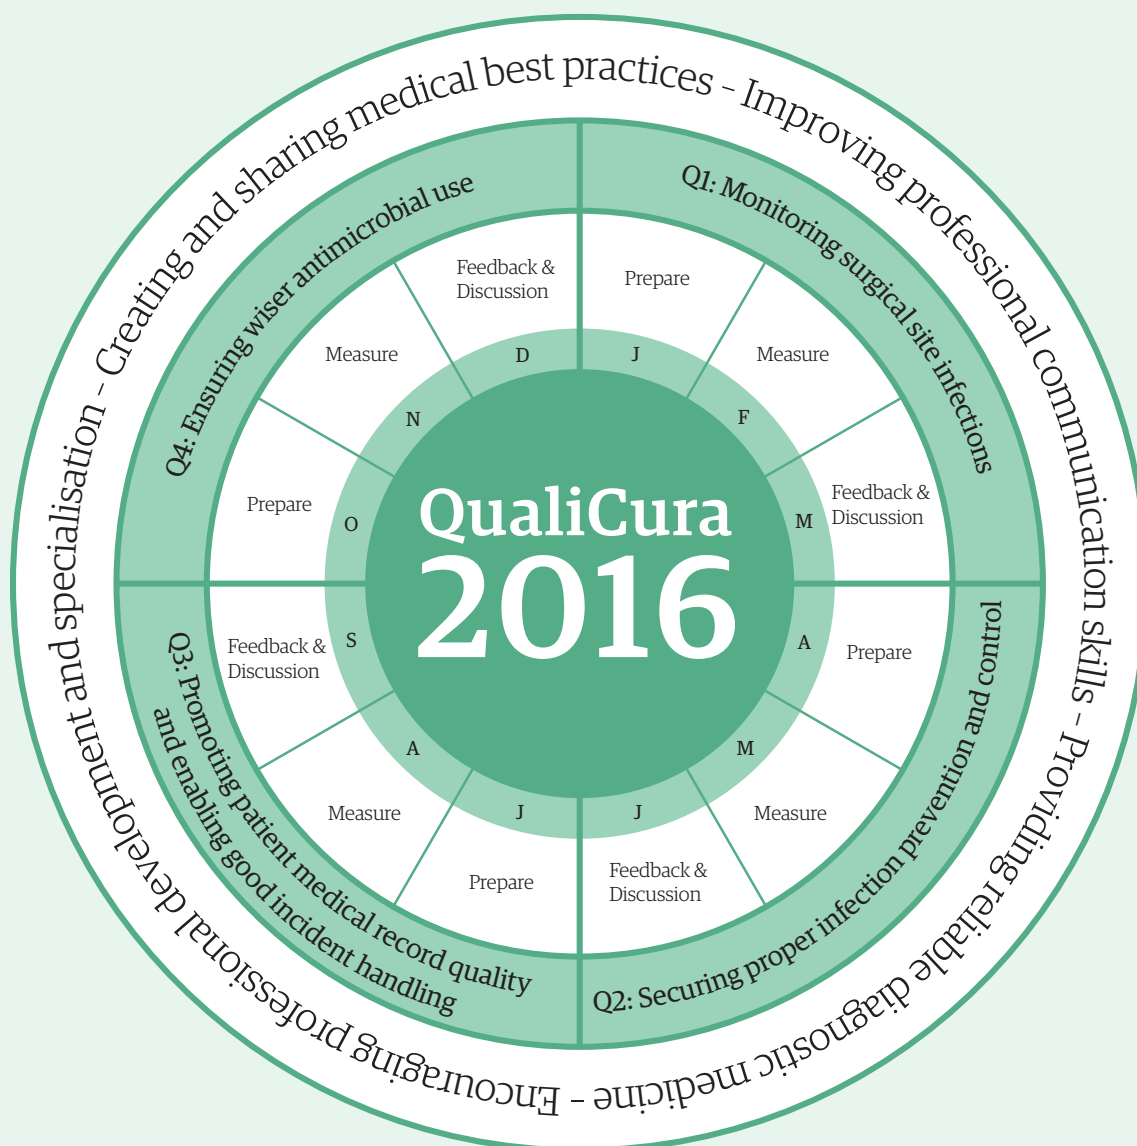 Creating and sharing medical best practices - Improving professional communication skills - Providing reliable diagnostic medicine - Encouraging professional development and specialisation -
Q1: Monitoring surgical site infections
Prepare
J
Measure
F
Feedback &
Discussion
M
Q2: Securing proper infection prevention and control
Prepare
A
Measure
M
Feedback &
Discussion
J
Q3: Promoting patient medical record quality
and enabling good incident handling
Prepare
J
Measure
A
Feedback &
Discussion
S
Q4: Ensuring wiser antimicrobial use
Prepare
O
Measure
N
Feedback &
Discussion
D
QualiCura
2016